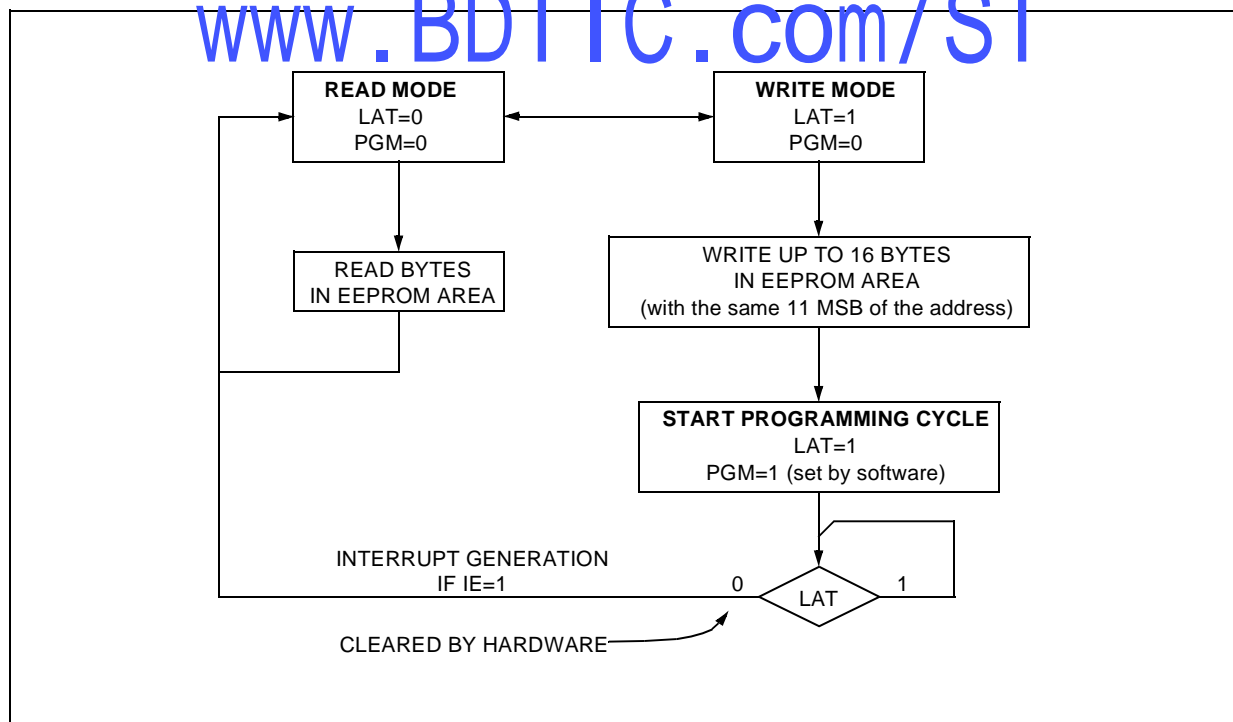 www.BDTIC.com/ST
READ MODE
LAT=0
PGM=0
WRITE MODE
LAT=1
PGM=0
READ BYTES
IN EEPROM AREA
WRITE UP TO 16 BYTES
IN EEPROM AREA
(with the same 11 MSB of the address)
START PROGRAMMING CYCLE
LAT=1
PGM=1 (set by software)
INTERRUPT GENERATION
IF IE=1
0
LAT
1
CLEARED BY HARDWARE